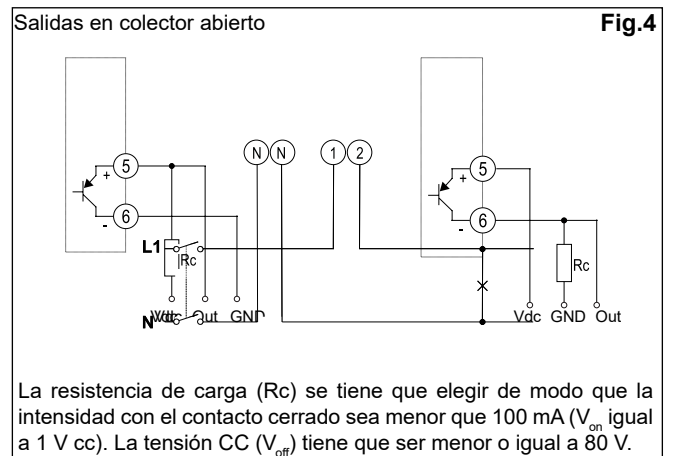 Salidas en colector abierto Fig.4
N N 1 2
5 5
+ +
6 6
- -
L1
Rc Rc
N Vdc Out GND Vdc GND Out
La resistencia de carga (Rc) se tiene que elegir de modo que la
intensidad con el contacto cerrado sea menor que 100 mA (Von igual
a 1 V cc). La tensión CC (Voff) tiene que ser menor o igual a 80 V.